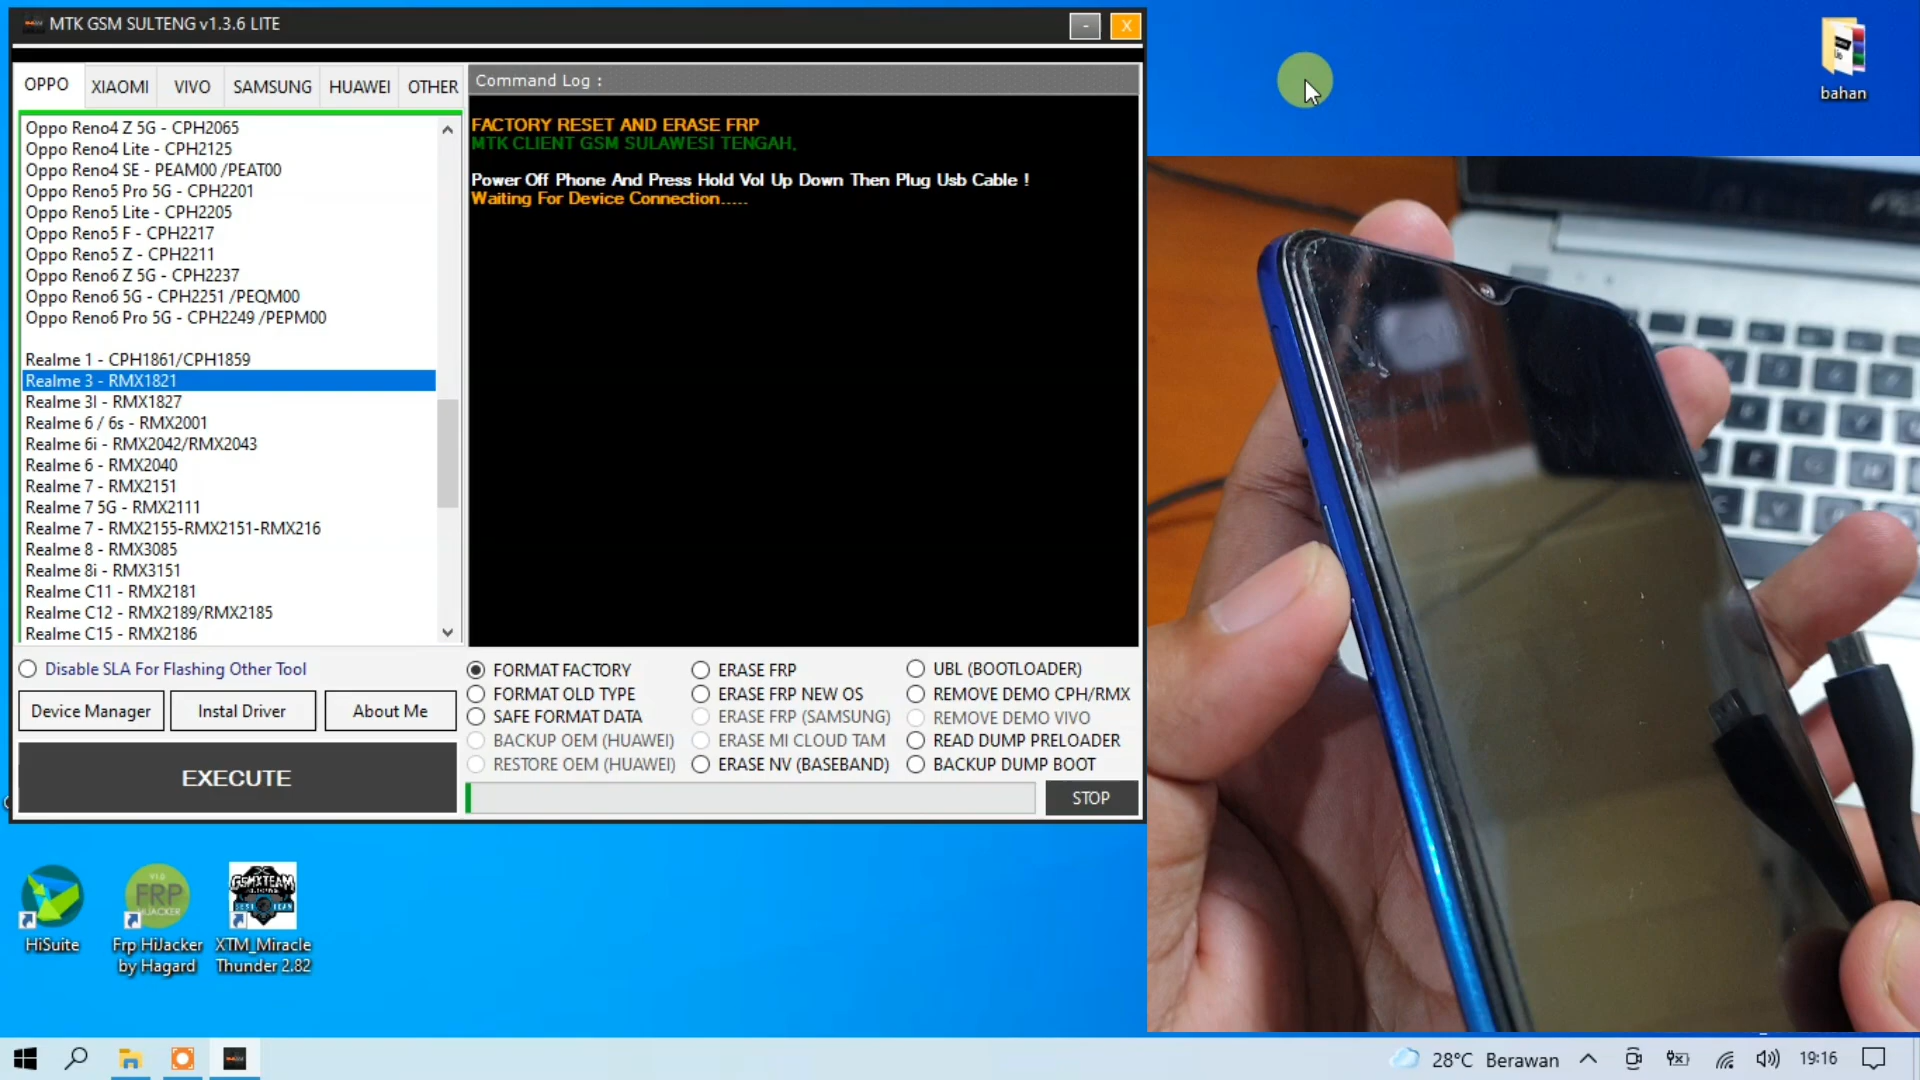 MTK GSM SULTENG v1.3.6 LITE
-
X
OPPO
XIAOMI
VIVO
SAMSUNG
HUAWEI
OTHER
Command Log :
Oppo Reno4 Z 5G - CPH2065
Oppo Reno4 Lite - CPH2125
Oppo Reno4 SE - PEAM00 /PEAT00
Oppo Reno5 Pro 5G - CPH2201
Oppo Reno5 Lite - CPH2205
Oppo Reno5 F - CPH2217
Oppo Reno5 Z - CPH2211
Oppo Reno6 Z 5G - CPH2237
Oppo Reno6 5G - CPH2251 /PEQM00
Oppo Reno6 Pro 5G - CPH2249 /PEPM00
Realme 1 - CPH1861/CPH1859
Realme 3 - RMX1821
Realme 3I - RMX1827
Realme 6 / 6s - RMX2001
Realme 6i - RMX2042/RMX2043
Realme 6 - RMX2040
Realme 7 - RMX2151
Realme 7 5G - RMX2111
Realme 7 - RMX2155-RMX2151-RMX216
Realme 8 - RMX3085
Realme 8i - RMX3151
Realme C11 - RMX2181
Realme C12 - RMX2189/RMX2185
Realme C15 - RMX2186
FACTORY RESET AND ERASE FRP
MTK CLIENT GSM SULAWESI TENGAH.
Power Off Phone And Press Hold Vol Up Down Then Plug Usb Cable !
Waiting For Device Connection.....
Disable SLA For Flashing Other Tool
Device Manager
Instal Driver
About Me
EXECUTE
FORMAT FACTORY
FORMAT OLD TYPE
SAFE FORMAT DATA
BACKUP OEM (HUAWEI)
RESTORE OEM (HUAWEI)
ERASE FRP
ERASE FRP NEW OS
ERASE FRP (SAMSUNG)
ERASE MI CLOUD TAM
ERASE NV (BASEBAND)
UBL (BOOTLOADER)
REMOVE DEMO CPH/RMX
REMOVE DEMO VIVO
READ DUMP PRELOADER
BACKUP DUMP BOOT
STOP
bahan
V1.0
FRP
HIJACKER
GSMXTEAM
HiSuite
Frp HiJacker
by Hagard
XTM_Miracle
Thunder 2.82
28°C Berawan
19:16